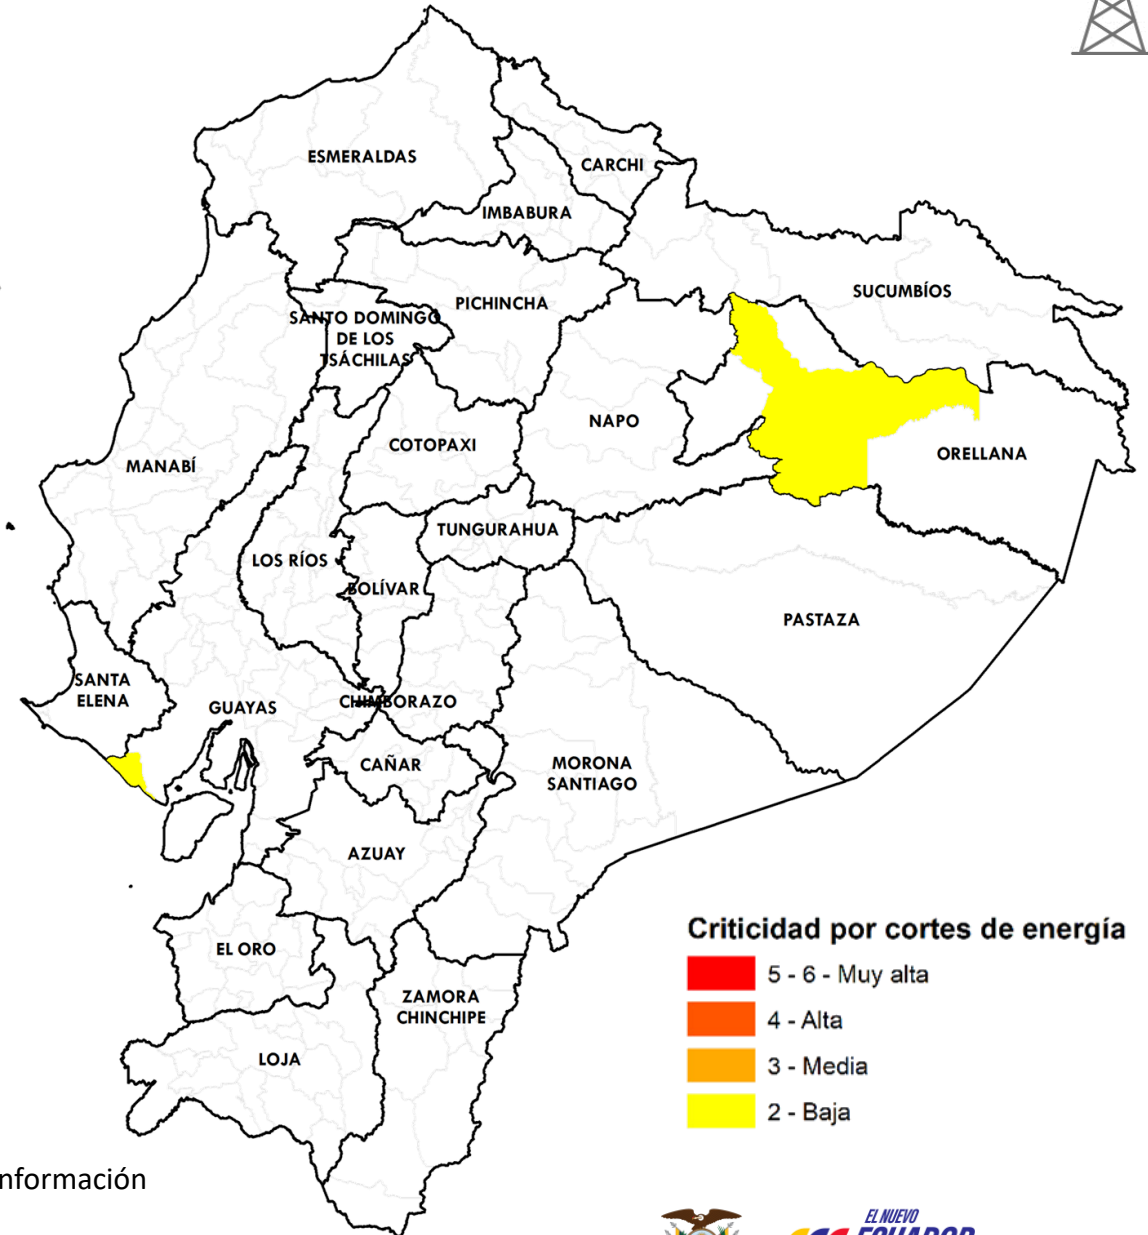 ESMERALDAS
CARCHI
IMBABURA
SUCUMBÍOS
PICHINCHA
SANTO DOMINGO
DE LOS
TSÁCHILAS
NAPO
COTOPAXI
ORELLANA
MANABÍ
TUNGURAHUA
LOS RÍOS
BOLÍVAR
PASTAZA
SANTA
ELENA
GUAYAS
CHIMBORAZO
CAÑAR
MORONA
SANTIAGO
AZUAY
EL ORO
ZAMORA
CHINCHIPE
LOJA
Criticidad por cortes de energía
5 - 6 - Muy alta
4 - Alta
3 - Media
2 - Baja
nformación
EL NUEVO
ECUADOR